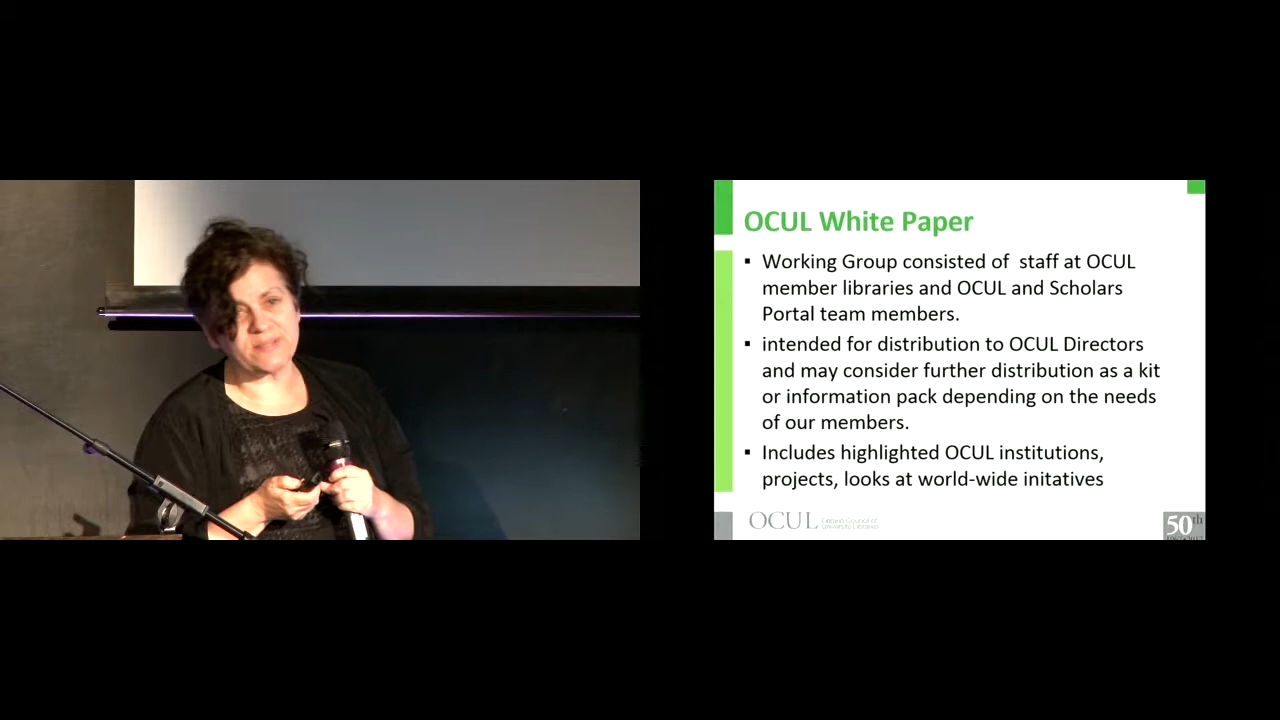 OCUL White Paper
▪ Working Group consisted of  staff at OCUL
member libraries and OCUL and Scholars
Portal team members.
▪ intended for distribution to OCUL Directors
and may consider further distribution as a kit
or information pack depending on the needs
of our members.
▪ Includes highlighted OCUL institutions,
projects, looks at world-wide initatives
OCUL
University Libraries
50th